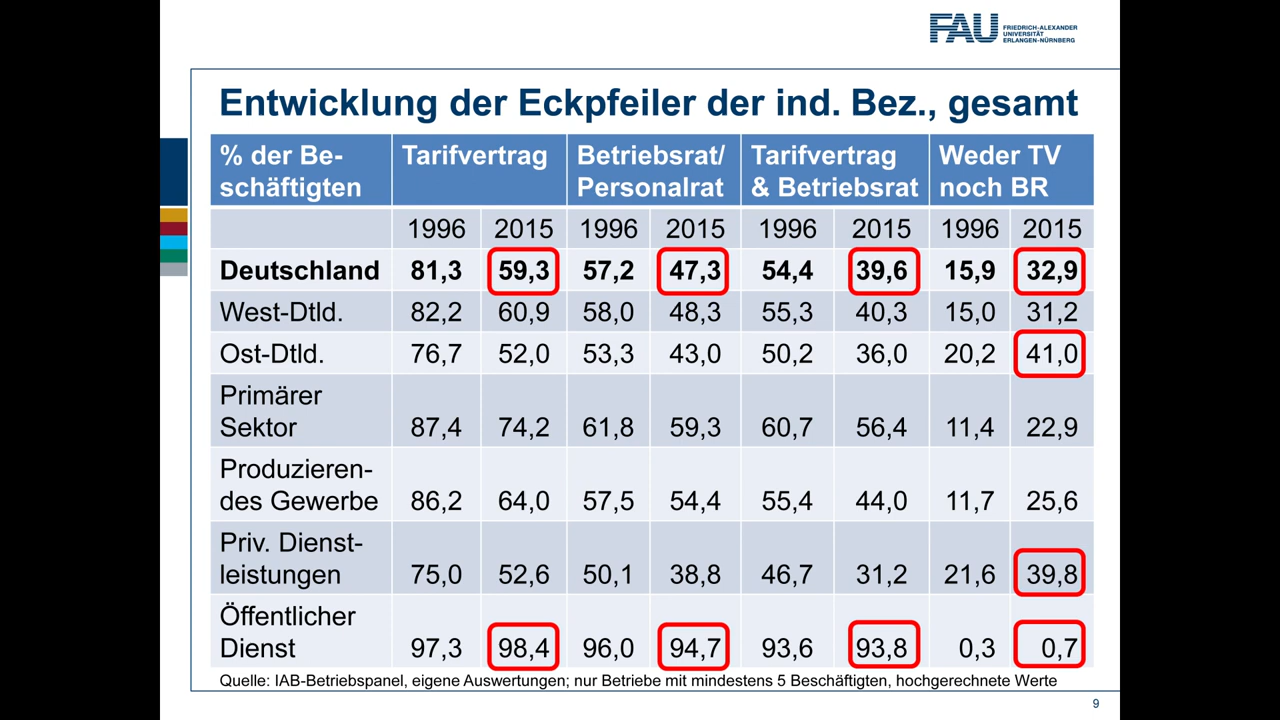 FAU FRIEDRICH-ALEXANDER
UNIVERSITÄT
ERLANGEN-NÜRNBERG
Entwicklung der Eckpfeiler der ind. Bez., gesamt
% der Be- Tarifvertrag Betriebsrat/ Tarifvertrag Weder TV
schäftigten Personalrat & Betriebsrat noch BR
1996 2015 1996 2015 1996 2015 1996 2015
Deutschland 81,3 59,3 57,2 47,3 54,4 39,6 15,9 32,9
West-Dtld. 82,2 60,9 58,0 48,3 55,3 40,3 15,0 31,2
Ost-Dtld. 76,7 52,0 53,3 43,0 50,2 36,0 20,2 41,0
Primärer
Sektor 87,4 74,2 61,8 59,3 60,7 56,4 11,4 22,9
Produzieren-
des Gewerbe 86,2 64,0 57,5 54,4 55,4 44,0 11,7 25,6
Priv. Dienst-
leistungen 75,0 52,6 50,1 38,8 46,7 31,2 21,6 39,8
Öffentlicher
Dienst 97,3 98,4 96,0 94,7 93,6 93,8 0,3 0,7
Quelle: IAB-Betriebspanel, eigene Auswertungen; nur Betriebe mit mindestens 5 Beschäftigten, hochgerechnete Werte
9